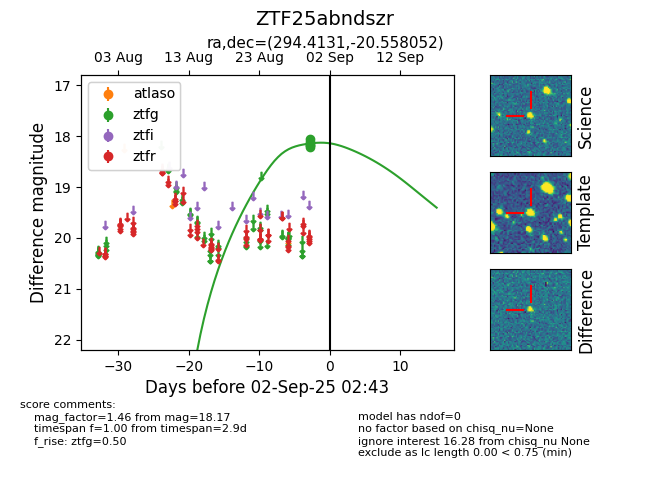 ZTF25abndszr
ra,dec=(294.4131,-20.558052)
03 Aug 13 Aug 23 Aug 02 Sep 12 Sep
17
18
19
20
21
22
Difference magnitude
atlaso
ztfg
ztfi
ztfr
−30 −20 −10 0 10
Days before 02-Sep-25 02:43
Science
Template
Difference
score comments:
mag_factor=1.46 from mag=18.17
timespan f=1.00 from timespan=2.9d
f_rise: ztfg=0.50
model has ndof=0
no factor based on chisq_nu=None
ignore interest 16.28 from chisq_nu None
exclude as lc length 0.00 < 0.75 (min)